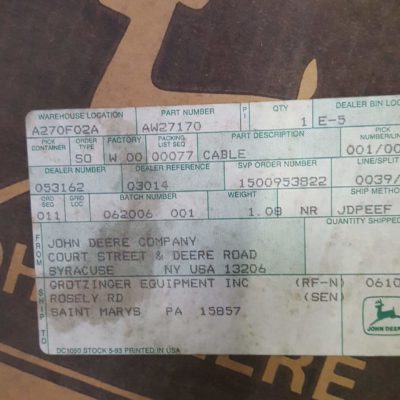 WAREHOUSE LOCATION PART NUMBER QTY DEALER BIN LOC
A270F02A AW27170 1 E-5
PICK CONTAINER ORDER TYPE FACTORY PACKING LIST SEQ PART DESCRIPTION PICK NUMBER/LIN
SO W 00 00077 CABLE 001/00
DEALER DEALER REFERENCE SVP ORDER NUMBER LINE/SPLIT
053162 03014 1500953822 0039/
ORD SEQ GRID LOC BATCH NUMBER WEIGHT SHIP METHO
011 062006 001 1.08 NR JDPEEF
QUANTITY SHIPPED
FROM
JOHN DEERE COMPANY
COURT STREET & DEERE ROAD
SYRACUSE NY USA 13206
SHIP TO
GROTZINGER EQUIPMENT INC (RF-N) 0610
ROSELY RD (SEN)
SAINT MARYS PA 15857
JOHN DEERE
DC1050 STOCK 5-93 PRINTED IN USA